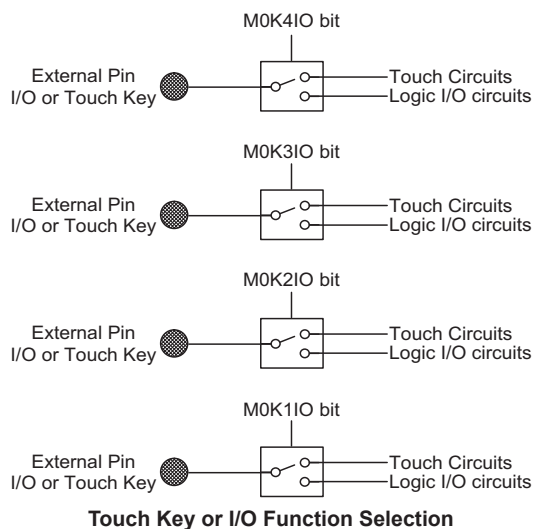 M0K4IO bit
External Pin
I/O or Touch Key
Touch Circuits
Logic I/O circuits
M0K3IO bit
External Pin
I/O or Touch Key
Touch Circuits
Logic I/O circuits
M0K2IO bit
External Pin
I/O or Touch Key
Touch Circuits
Logic I/O circuits
M0K1IO bit
External Pin
I/O or Touch Key
Touch Circuits
Logic I/O circuits
Touch Key or I/O Function Selection